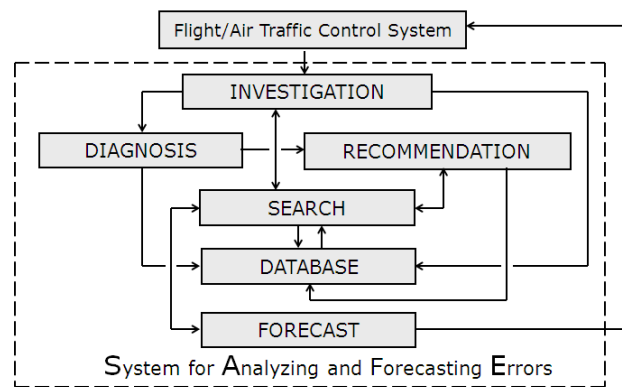 Flight/Air Traffic Control System
INVESTIGATION
DIAGNOSIS
RECOMMENDATION
SEARCH
DATABASE
FORECAST
System for Analyzing and Forecasting Errors